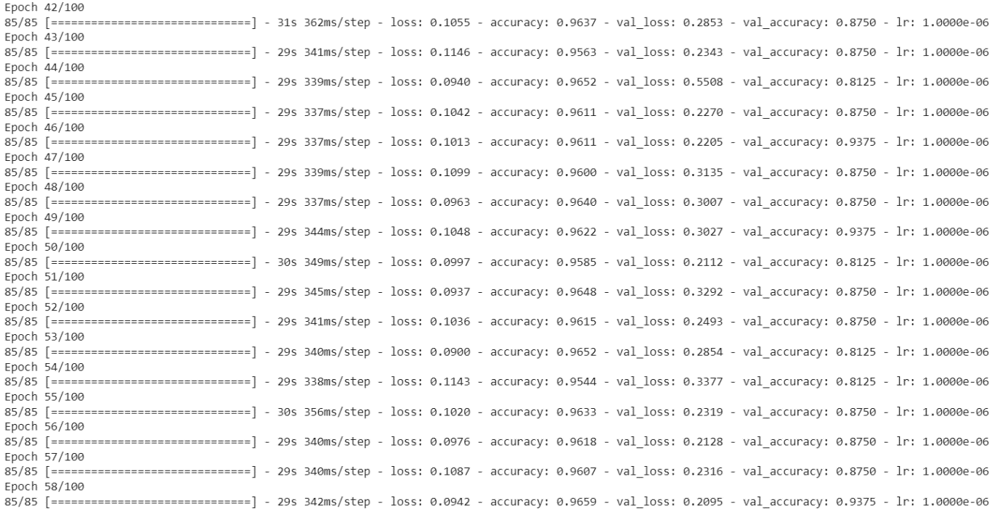 Epoch 42/100
85/85 [==============================] - 31s 362ms/step - loss: 0.1055 - accuracy: 0.9637 - val_loss: 0.2853 - val_accuracy: 0.8750 - lr: 1.0000e-06
Epoch 43/100
85/85 [==============================] - 29s 341ms/step - loss: 0.1146 - accuracy: 0.9563 - val_loss: 0.2343 - val_accuracy: 0.8750 - lr: 1.0000e-06
Epoch 44/100
85/85 [==============================] - 29s 339ms/step - loss: 0.0940 - accuracy: 0.9652 - val_loss: 0.5508 - val_accuracy: 0.8125 - lr: 1.0000e-06
Epoch 45/100
85/85 [==============================] - 29s 337ms/step - loss: 0.1042 - accuracy: 0.9611 - val_loss: 0.2270 - val_accuracy: 0.8750 - lr: 1.0000e-06
Epoch 46/100
85/85 [==============================] - 29s 337ms/step - loss: 0.1013 - accuracy: 0.9611 - val_loss: 0.2205 - val_accuracy: 0.9375 - lr: 1.0000e-06
Epoch 47/100
85/85 [==============================] - 29s 339ms/step - loss: 0.1099 - accuracy: 0.9600 - val_loss: 0.3135 - val_accuracy: 0.8750 - lr: 1.0000e-06
Epoch 48/100
85/85 [==============================] - 29s 337ms/step - loss: 0.0963 - accuracy: 0.9640 - val_loss: 0.3007 - val_accuracy: 0.8750 - lr: 1.0000e-06
Epoch 49/100
85/85 [==============================] - 29s 344ms/step - loss: 0.1048 - accuracy: 0.9622 - val_loss: 0.3027 - val_accuracy: 0.9375 - lr: 1.0000e-06
Epoch 50/100
85/85 [==============================] - 30s 349ms/step - loss: 0.0997 - accuracy: 0.9585 - val_loss: 0.2112 - val_accuracy: 0.8125 - lr: 1.0000e-06
Epoch 51/100
85/85 [==============================] - 29s 345ms/step - loss: 0.0937 - accuracy: 0.9648 - val_loss: 0.3292 - val_accuracy: 0.8750 - lr: 1.0000e-06
Epoch 52/100
85/85 [==============================] - 29s 341ms/step - loss: 0.1036 - accuracy: 0.9615 - val_loss: 0.2493 - val_accuracy: 0.8750 - lr: 1.0000e-06
Epoch 53/100
85/85 [==============================] - 29s 340ms/step - loss: 0.0900 - accuracy: 0.9652 - val_loss: 0.2854 - val_accuracy: 0.8125 - lr: 1.0000e-06
Epoch 54/100
85/85 [==============================] - 29s 338ms/step - loss: 0.1143 - accuracy: 0.9544 - val_loss: 0.3377 - val_accuracy: 0.8125 - lr: 1.0000e-06
Epoch 55/100
85/85 [==============================] - 30s 356ms/step - loss: 0.1020 - accuracy: 0.9633 - val_loss: 0.2319 - val_accuracy: 0.8750 - lr: 1.0000e-06
Epoch 56/100
85/85 [==============================] - 29s 340ms/step - loss: 0.0976 - accuracy: 0.9618 - val_loss: 0.2128 - val_accuracy: 0.8750 - lr: 1.0000e-06
Epoch 57/100
85/85 [==============================] - 29s 340ms/step - loss: 0.1087 - accuracy: 0.9607 - val_loss: 0.2316 - val_accuracy: 0.8750 - lr: 1.0000e-06
Epoch 58/100
85/85 [==============================] - 29s 342ms/step - loss: 0.0942 - accuracy: 0.9659 - val_loss: 0.2095 - val_accuracy: 0.9375 - lr: 1.0000e-06